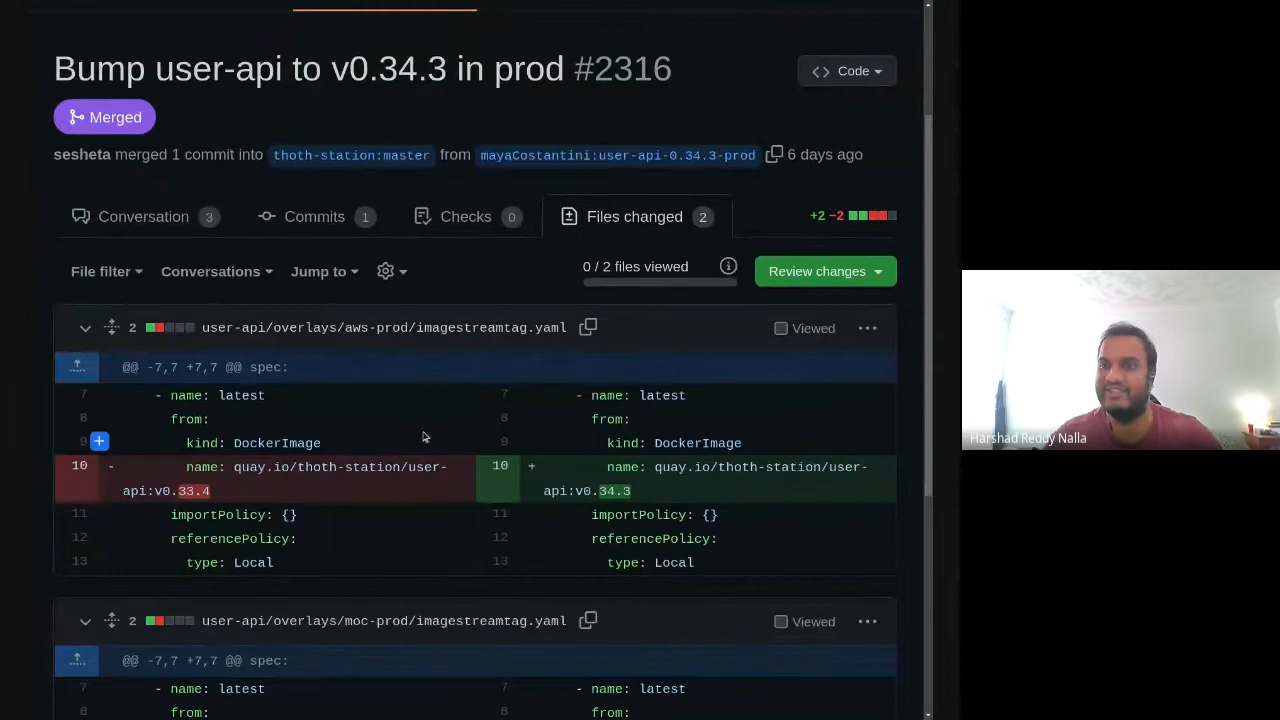 Bump user-api to v0.34.3 in prod #2316
Code
Merged
sesheta merged 1 commit into thoth-station:master from mayaCostantini:user-api-0.34.3-prod 6 days ago
Conversation 3 Commits 1 Checks 0 Files changed 2 +2 −2
File filter Conversations Jump to 0 / 2 files viewed Review changes
2 user-api/overlays/aws-prod/imagestreamtag.yaml Viewed
@@ -7,7 +7,7 @@ spec:
7 - name: latest 7 - name: latest
8 from: 8 from:
9 kind: DockerImage 9 kind: DockerImage
10 - name: quay.io/thoth-station/user- 10 + name: quay.io/thoth-station/user-
api:v0.33.4 api:v0.34.3
11 importPolicy: {} 11 importPolicy: {}
12 referencePolicy: 12 referencePolicy:
13 type: Local 13 type: Local
2 user-api/overlays/moc-prod/imagestreamtag.yaml Viewed
@@ -7,7 +7,7 @@ spec:
7 - name: latest 7 - name: latest
8 from: 8 from:
Harshad Reddy Nalla